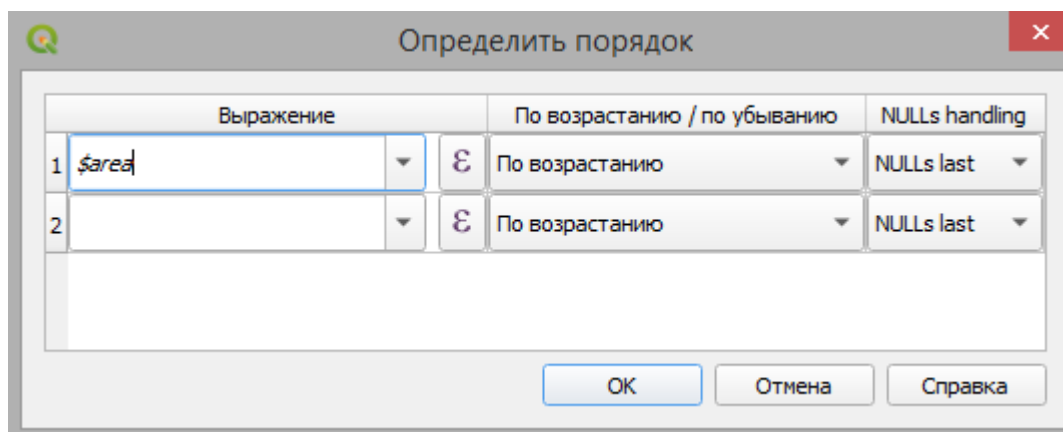 Определить порядок
Выражение По возрастанию / по убыванию NULLs handling
1 $area ε По возрастанию NULLs last
2 ε По возрастанию NULLs last
OK Отмена Справка